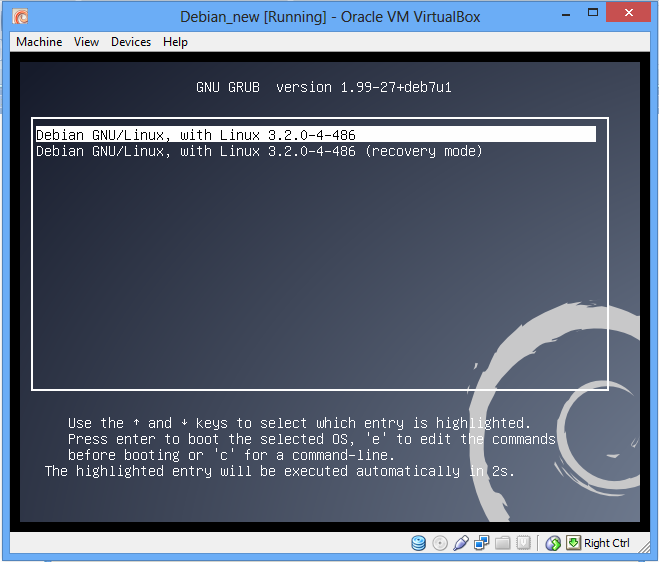 Debian_new [Running] - Oracle VM VirtualBox
Machine View Devices Help
GNU GRUB version 1.99-27+deb7u1
Debian GNU/Linux, with Linux 3.2.0-4-486
Debian GNU/Linux, with Linux 3.2.0-4-486 (recovery mode)
Use the ↑ and ↓ keys to select which entry is highlighted.
Press enter to boot the selected OS, 'e' to edit the commands
before booting or 'c' for a command-line.
The highlighted entry will be executed automatically in 2s.
Right Ctrl